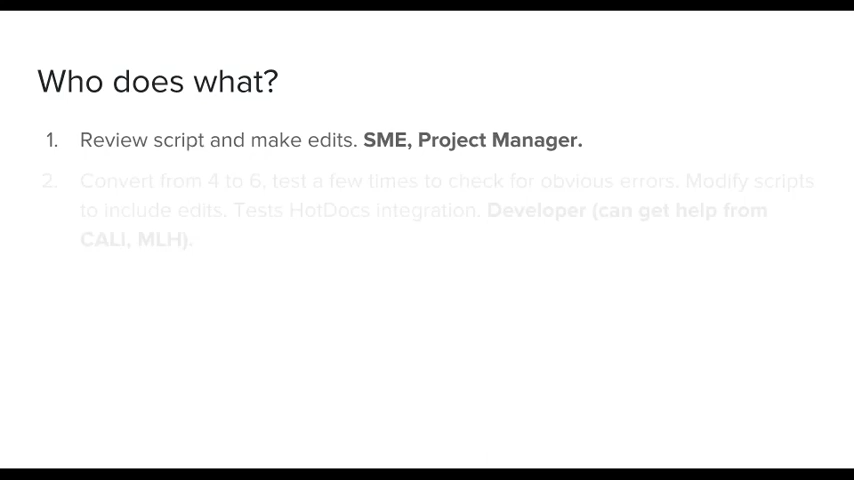 Who does what?
1. Review script and make edits. SME, Project Manager.
2. Convert from 4 to 6, test a few times to check for obvious errors. Modify scripts
to include edits. Tests HotDocs integration. Developer (can get help from
CALI, MLH).